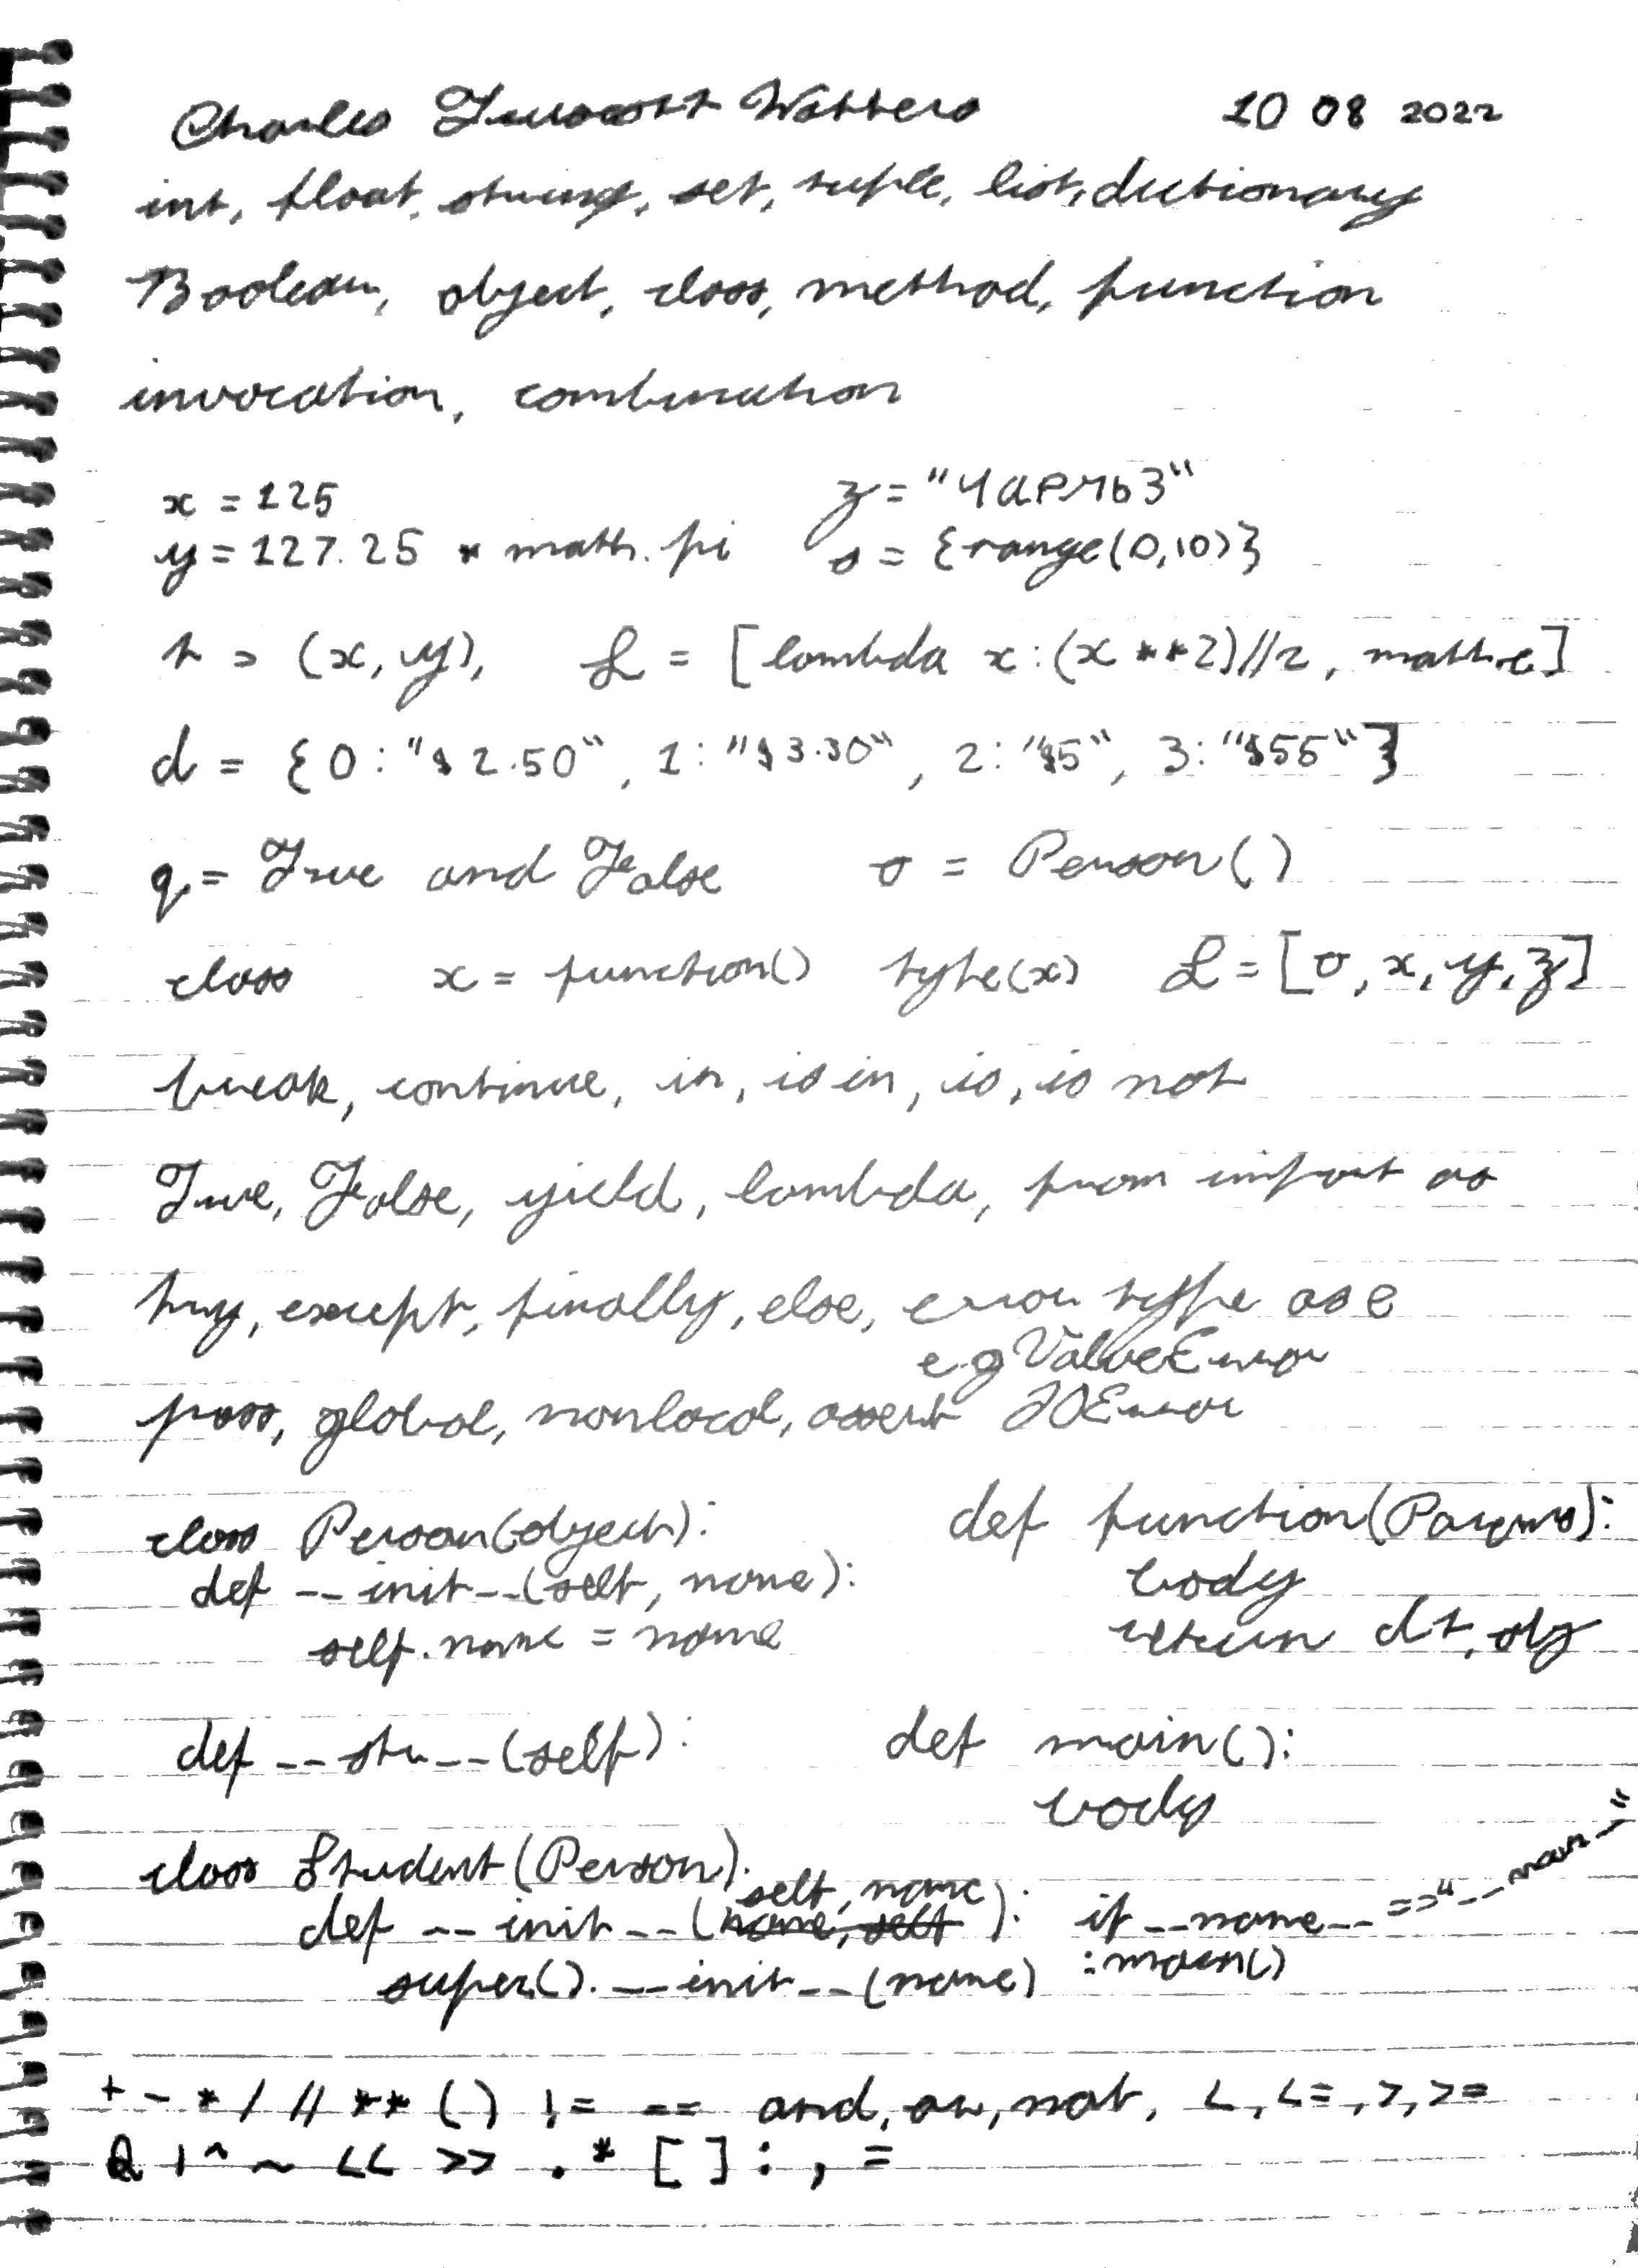 Charles Truscott Watters 10 08 2022
int, float, string, set, tuple, list, dictionary
Boolean, object, class, method, function
invocation, combination
x = 125 z = "4aPM63"
y = 127.25 * math.pi s = {range(0,10)}
t = (x, y), L = [lambda x:(x**2)//2, math.e]
d = {0:"$2.50", 1:"$3.30", 2:"$5", 3:"$55"}
q = True and False o = Person()
class x = function() type(x) L = [o, x, y, z]
break, continue, in, is in, is, is not
True, False, yield, lambda, from import as
try, except, finally, else, error type as e
e.g ValueError
pass, global, nonlocal, assert IOError
class Person(object): def function(Params):
def __init__(self, name): body
self.name = name return dt, obj
def __str__(self): def main():
body
class Student(Person):
self, name
def __init__(name, self): if __name__ == "__main__"
super().__init__(name) :main()
+ - * / // ** () != == and, or, not, <, <=, >, >=
& | ^ ~ << >> . * [ ] : , =